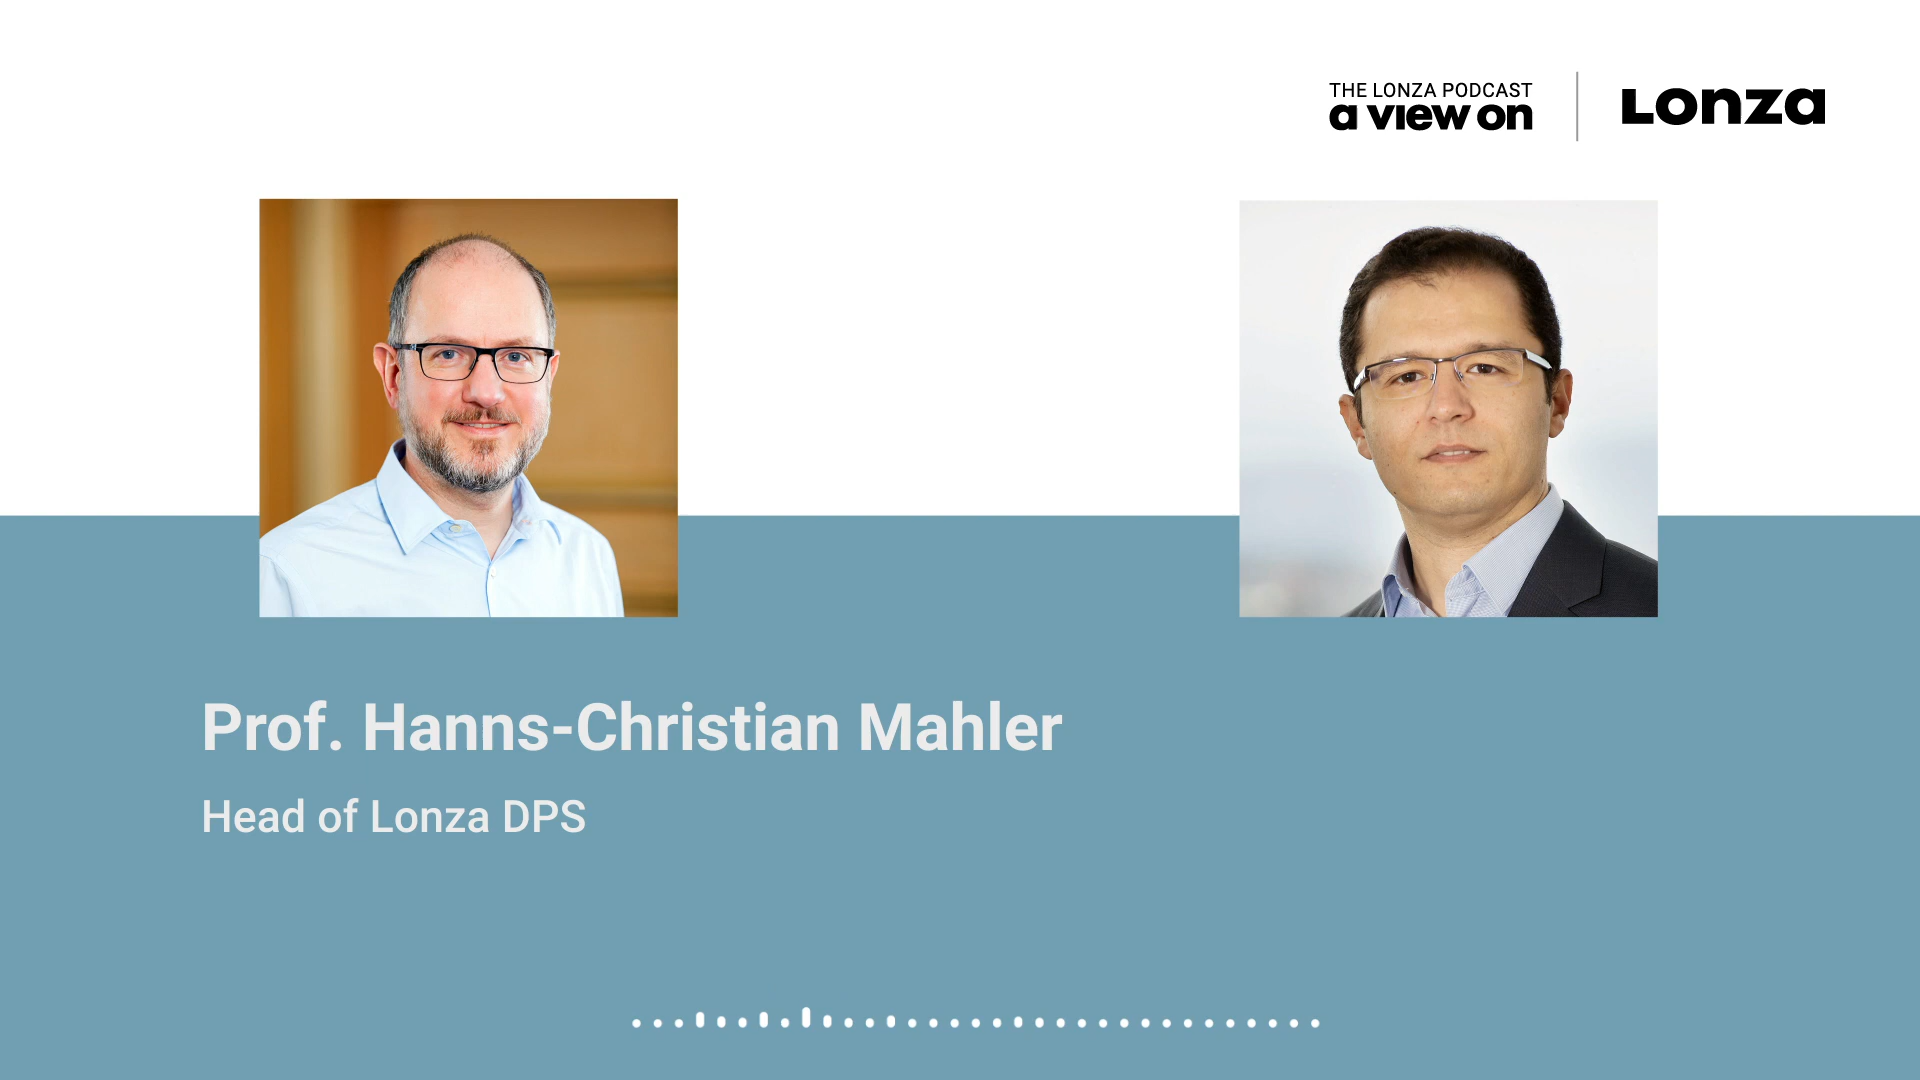 THE LONZA PODCAST
a view on
Lonza
Prof. Hanns-Christian Mahler
Head of Lonza DPS